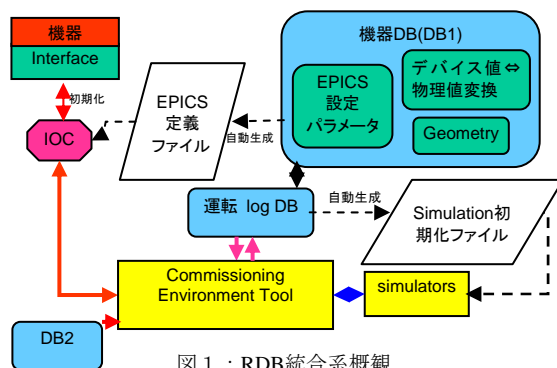 機器
Interface
初期化
IOC
EPICS
定義
ファイル
自動生成
機器DB(DB1)
EPICS
設定
パラメータ
デバイス値⇔
物理値変換
Geometry
運転 log DB
自動生成
Simulation初
期化ファイル
Commissioning
Environment Tool
simulators
DB2
図１：RDB統合系概観